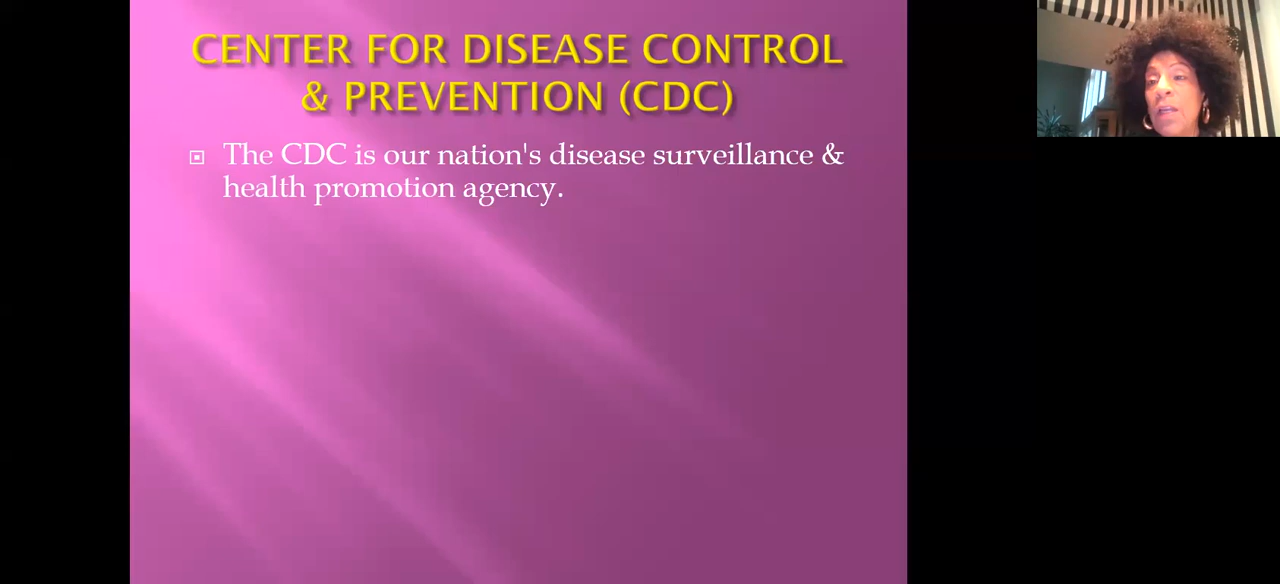 CENTER FOR DISEASE CONTROL
& PREVENTION (CDC)
The CDC is our nation's disease surveillance &
health promotion agency.